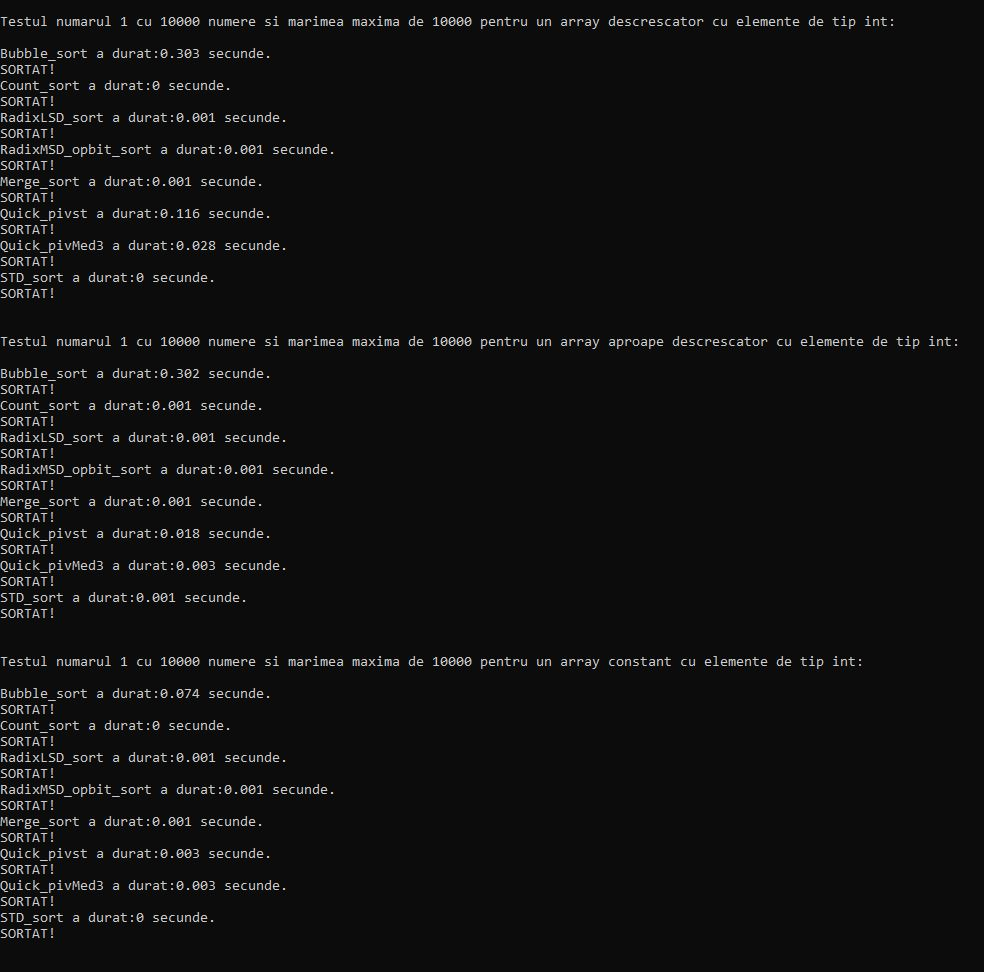 Testul numarul 1 cu 10000 numere si marimea maxima de 10000 pentru un array descrescator cu elemente de tip int:
Bubble_sort a durat:0.303 secunde.
SORTAT!
Count_sort a durat:0 secunde.
SORTAT!
RadixLSD_sort a durat:0.001 secunde.
SORTAT!
RadixMSD_opbit_sort a durat:0.001 secunde.
SORTAT!
Merge_sort a durat:0.001 secunde.
SORTAT!
Quick_pivst a durat:0.116 secunde.
SORTAT!
Quick_pivMed3 a durat:0.028 secunde.
SORTAT!
STD_sort a durat:0 secunde.
SORTAT!
Testul numarul 1 cu 10000 numere si marimea maxima de 10000 pentru un array aproape descrescator cu elemente de tip int:
Bubble_sort a durat:0.302 secunde.
SORTAT!
Count_sort a durat:0.001 secunde.
SORTAT!
RadixLSD_sort a durat:0.001 secunde.
SORTAT!
RadixMSD_opbit_sort a durat:0.001 secunde.
SORTAT!
Merge_sort a durat:0.001 secunde.
SORTAT!
Quick_pivst a durat:0.018 secunde.
SORTAT!
Quick_pivMed3 a durat:0.003 secunde.
SORTAT!
STD_sort a durat:0.001 secunde.
SORTAT!
Testul numarul 1 cu 10000 numere si marimea maxima de 10000 pentru un array constant cu elemente de tip int:
Bubble_sort a durat:0.074 secunde.
SORTAT!
Count_sort a durat:0 secunde.
SORTAT!
RadixLSD_sort a durat:0.001 secunde.
SORTAT!
RadixMSD_opbit_sort a durat:0.001 secunde.
SORTAT!
Merge_sort a durat:0.001 secunde.
SORTAT!
Quick_pivst a durat:0.003 secunde.
SORTAT!
Quick_pivMed3 a durat:0.003 secunde.
SORTAT!
STD_sort a durat:0 secunde.
SORTAT!